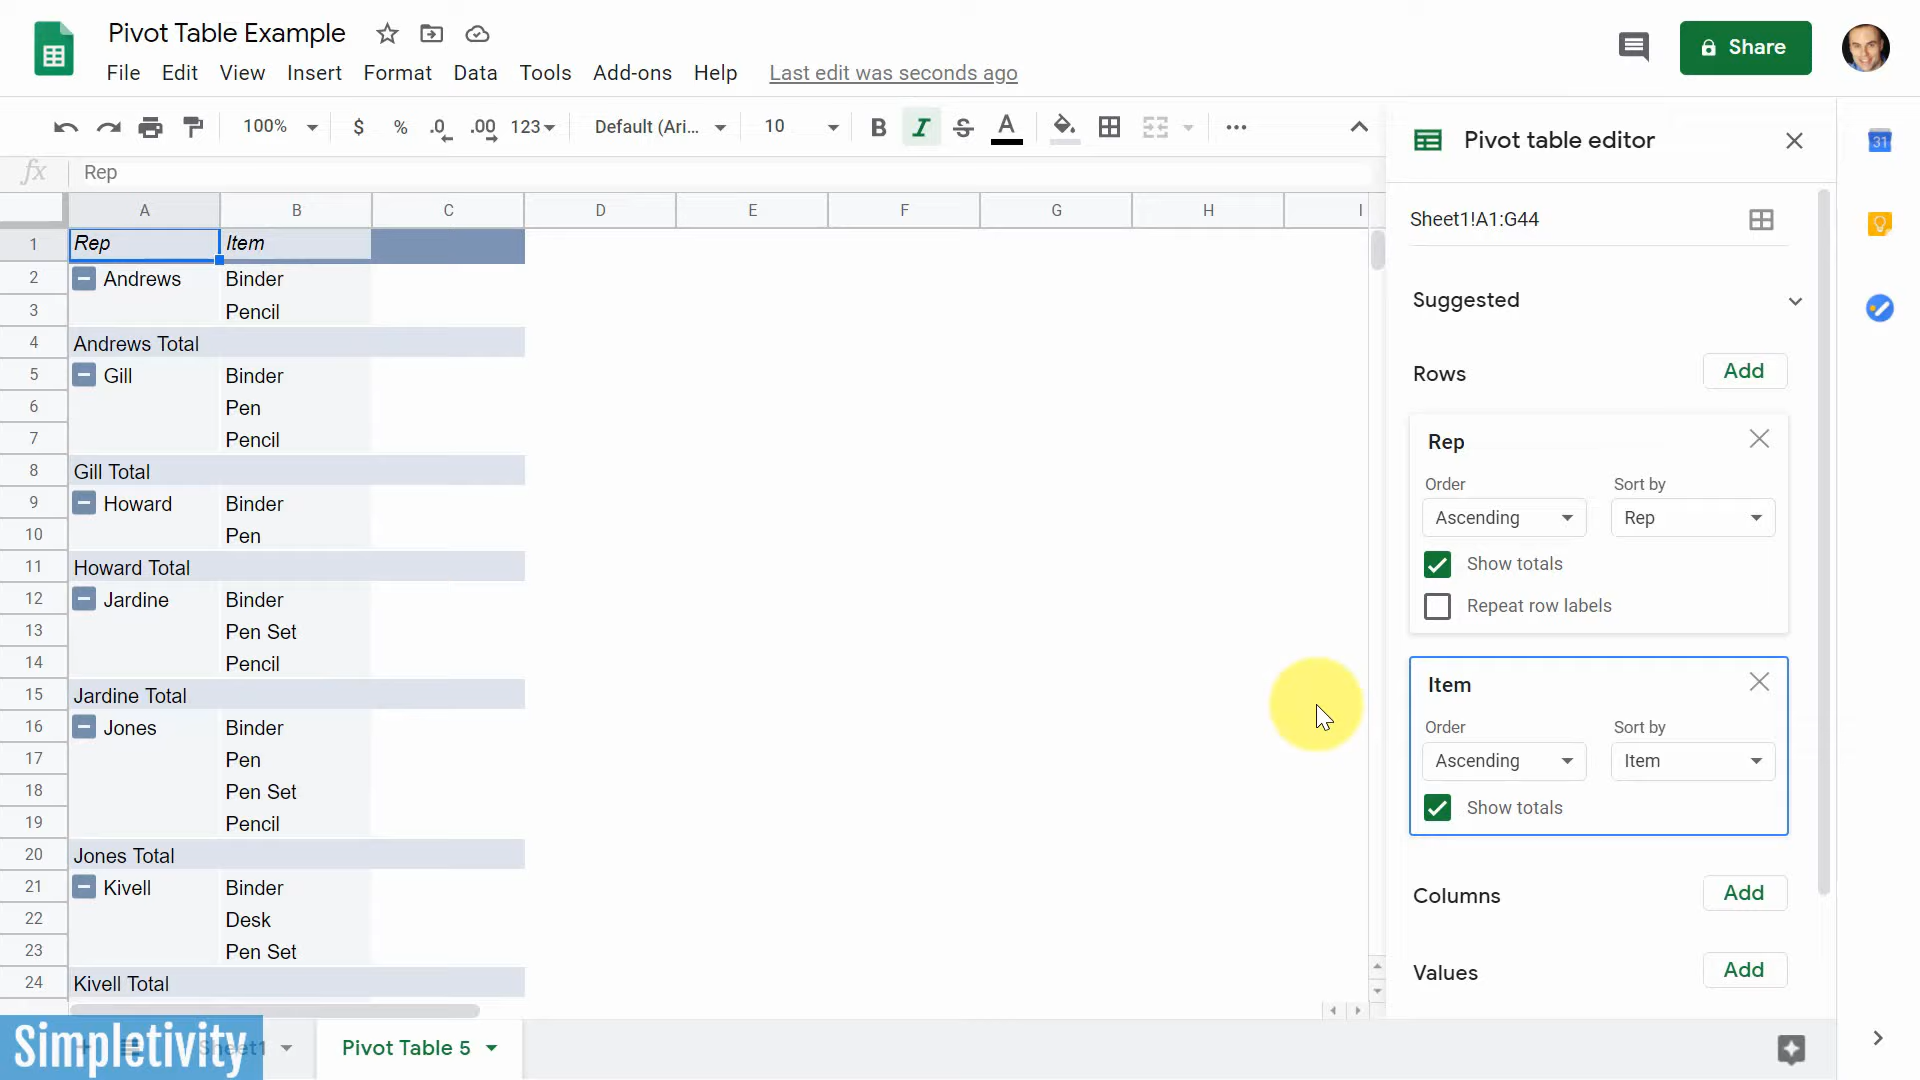 Pivot Table Example
File Edit View Insert Format Data Tools Add-ons Help Last edit was seconds ago
Share
100% $ % .0 .00 123 Default (Ari... 10 B I S A
fx Rep
A B C D E F G H I
1 Rep Item
2 Andrews Binder
3 Pencil
4 Andrews Total
5 Gill Binder
6 Pen
7 Pencil
8 Gill Total
9 Howard Binder
10 Pen
11 Howard Total
12 Jardine Binder
13 Pen Set
14 Pencil
15 Jardine Total
16 Jones Binder
17 Pen
18 Pen Set
19 Pencil
20 Jones Total
21 Kivell Binder
22 Desk
23 Pen Set
24 Kivell Total
Pivot table editor
Sheet1!A1:G44
Suggested
Rows Add
Rep
Order Sort by
Ascending Rep
Show totals
Repeat row labels
Item
Order Sort by
Ascending Item
Show totals
Columns Add
Values Add
31
Simpletivity
Sheet1 Pivot Table 5